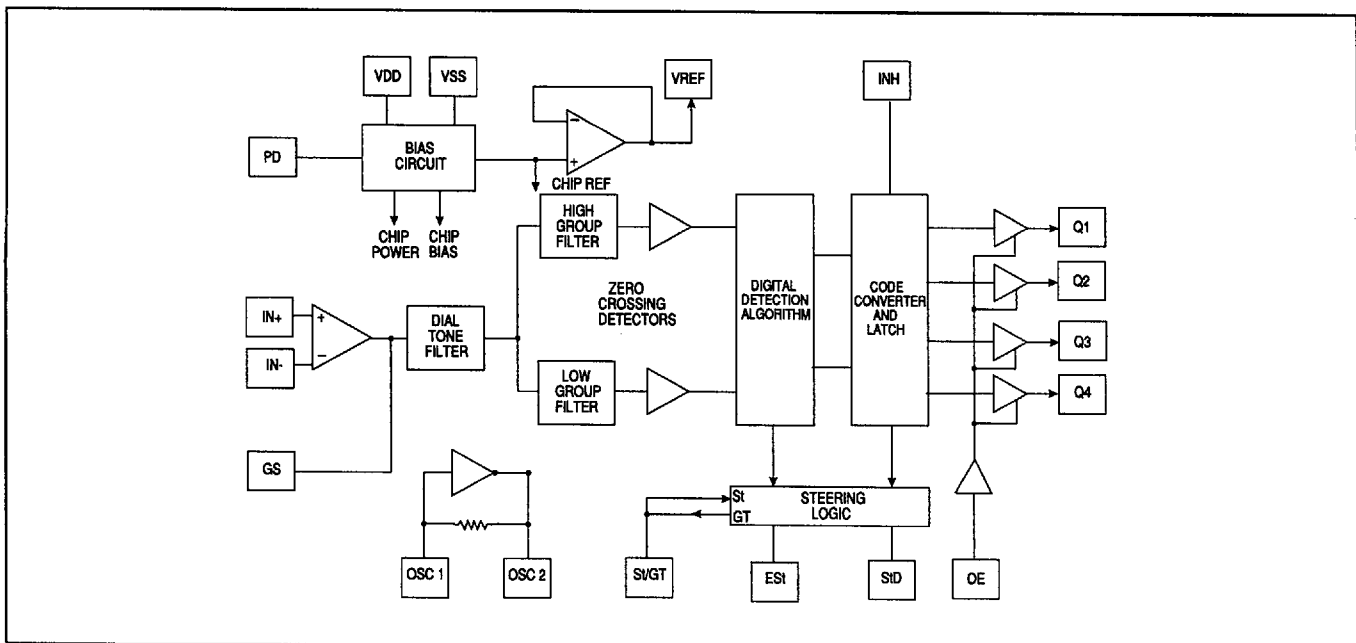 VDD
VSS
VREF
INH
PD
BIAS
CIRCUIT
−
+
CHIP REF
CHIP
POWER
CHIP
BIAS
HIGH
GROUP
FILTER
Q1
IN+
+
IN-
−
DIAL
TONE
FILTER
ZERO
CROSSING
DETECTORS
DIGITAL
DETECTION
ALGORITHM
CODE
CONVERTER
AND
LATCH
Q2
Q3
LOW
GROUP
FILTER
Q4
GS
St
GT
STEERING
LOGIC
OSC 1
OSC 2
St/GT
ESt
StD
OE